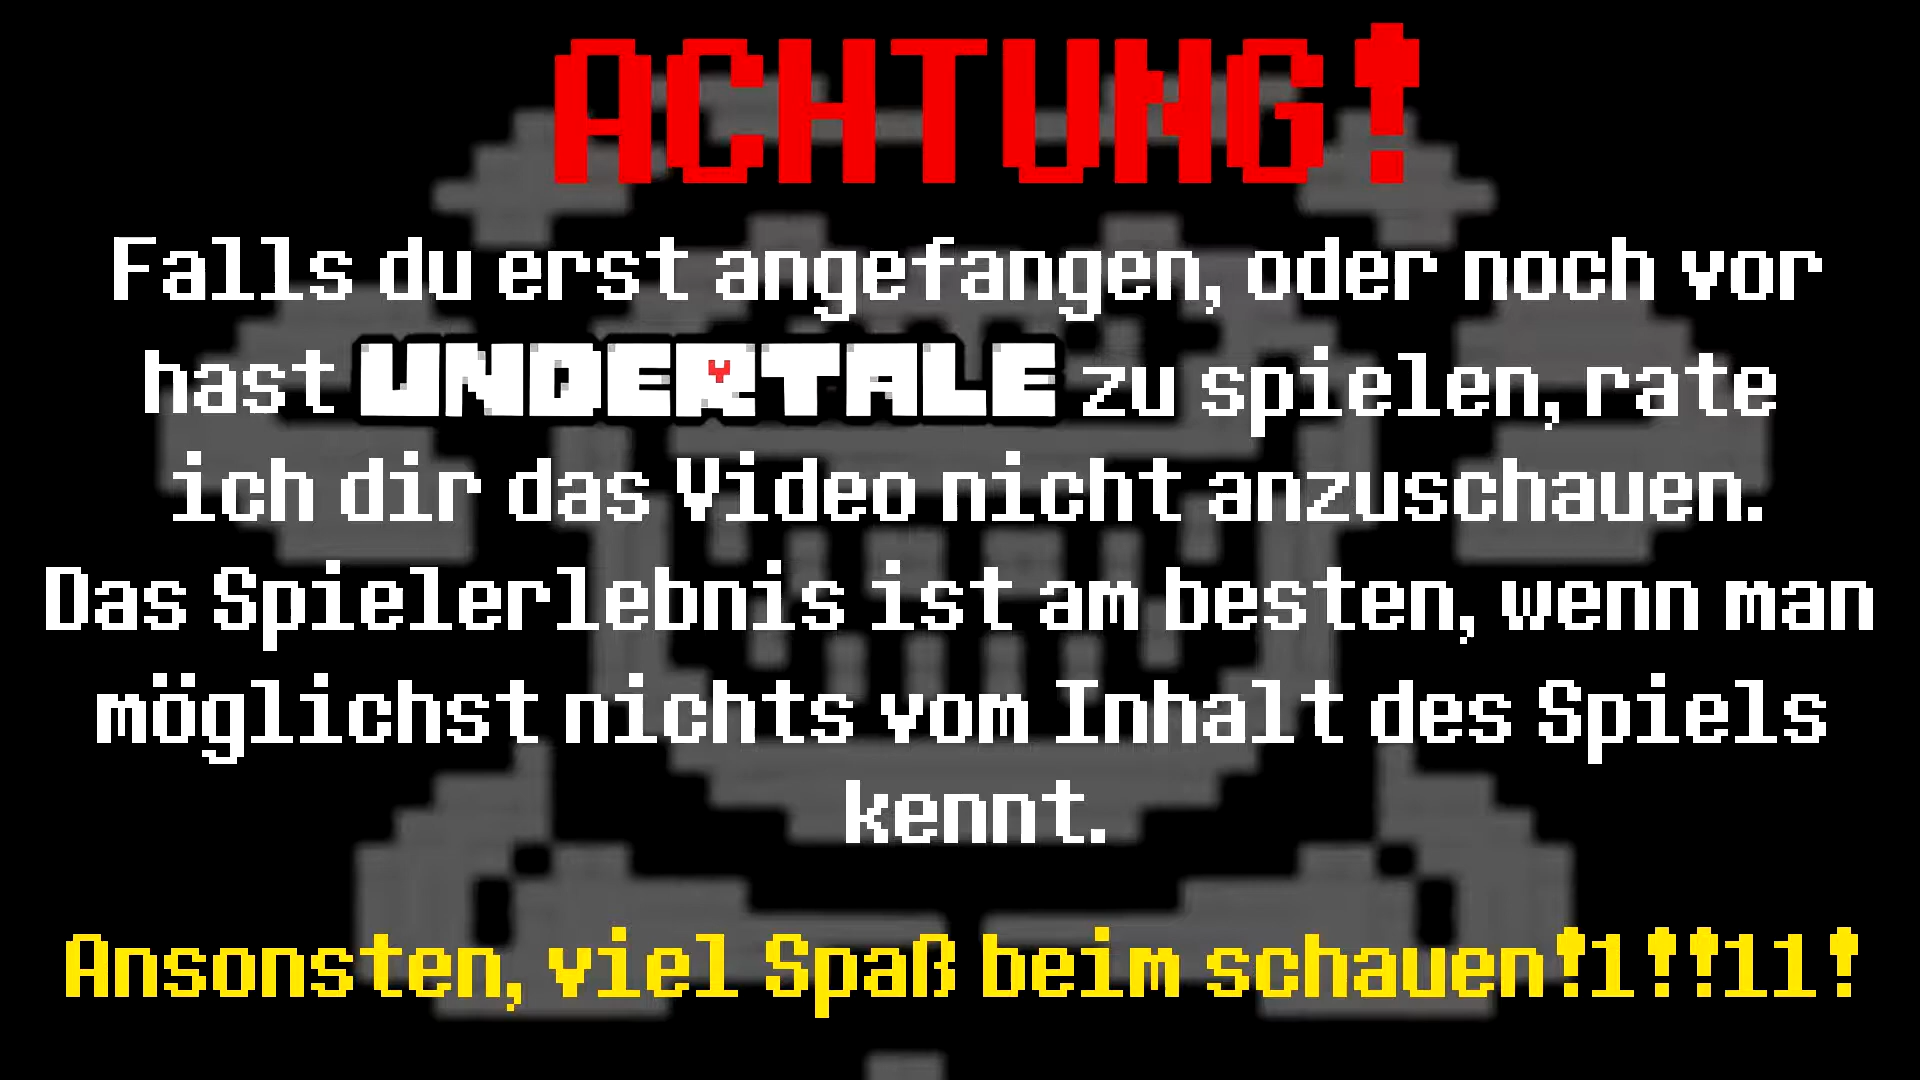 ACHTUNG!
Falls du erst angefangen, oder noch vor
hast UNDERTALE zu spielen, rate
ich dir das Video nicht anzuschauen.
Das Spielerlebnis ist am besten, wenn man
möglichst nichts vom Inhalt des Spiels
kennt.
Ansonsten, viel Spaß beim schauen!1!!11!